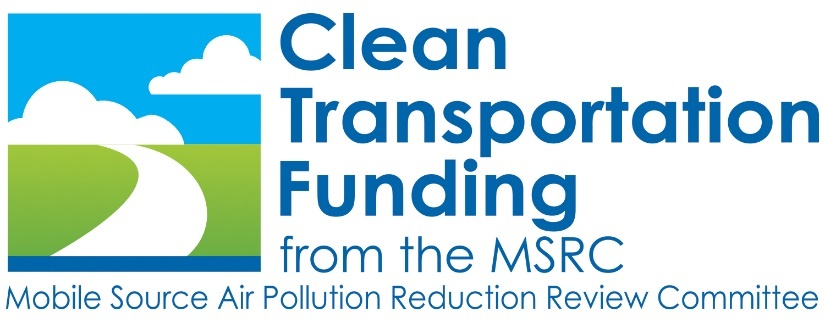 Clean
Transportation
Funding
from the MSRC
Mobile Source Air Pollution Reduction Review Committee